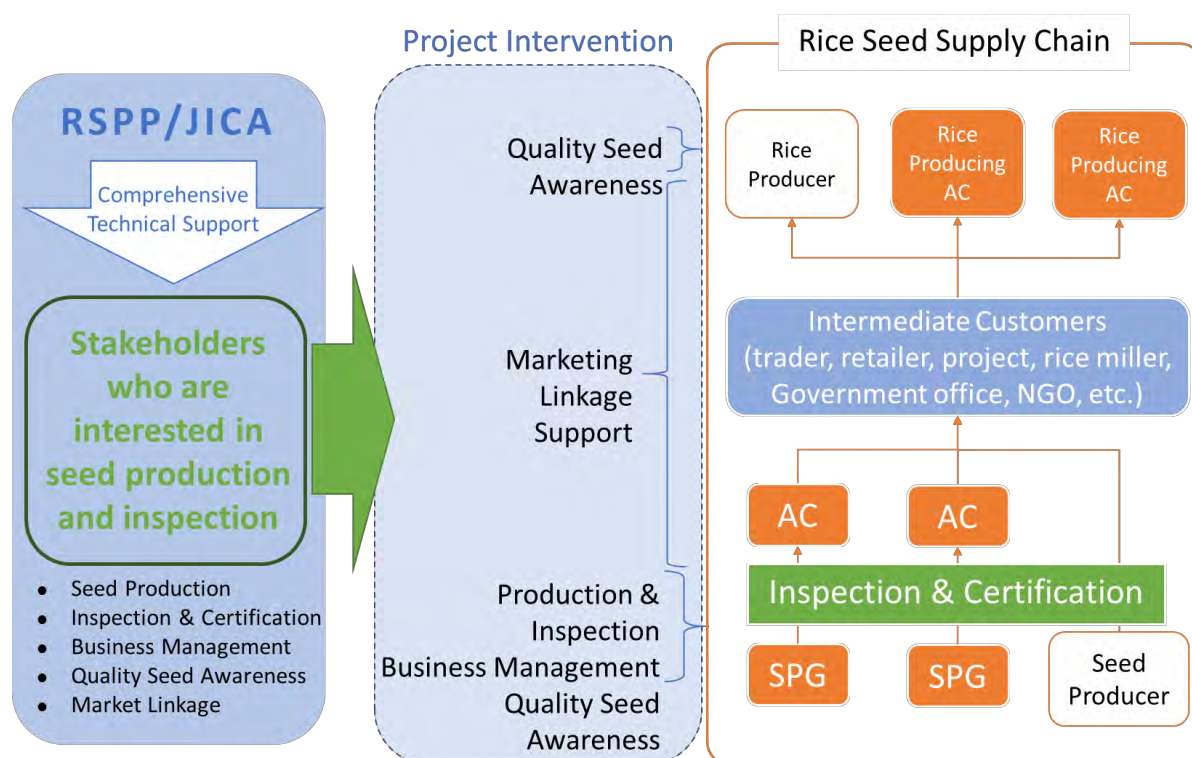 RSPP/JICA
Comprehensive
Technical Support
Stakeholders
who are
interested in
seed production
and inspection
● Seed Production
● Inspection & Certification
● Business Management
● Quality Seed Awareness
● Market Linkage
Project Intervention
Quality Seed
Awareness
Marketing
Linkage
Support
Production &
Inspection
Business Management
Quality Seed
Awareness
Rice Seed Supply Chain
Rice
Producer
Rice
Producing
AC
Rice
Producing
AC
Intermediate Customers
(trader, retailer, project, rice miller,
Government office, NGO, etc.)
AC
AC
Inspection & Certification
SPG
SPG
Seed
Producer